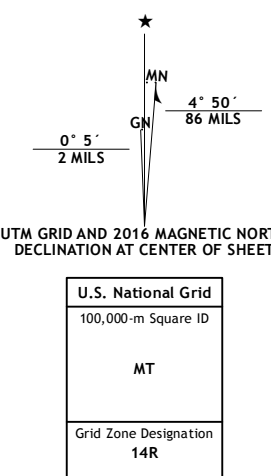 ★
MN
4° 50´
86 MILS
GN
0° 5´
2 MILS
UTM GRID AND 2016 MAGNETIC NORT
DECLINATION AT CENTER OF SHEET
U.S. National Grid
100,000-m Square ID
MT
Grid Zone Designation
14R